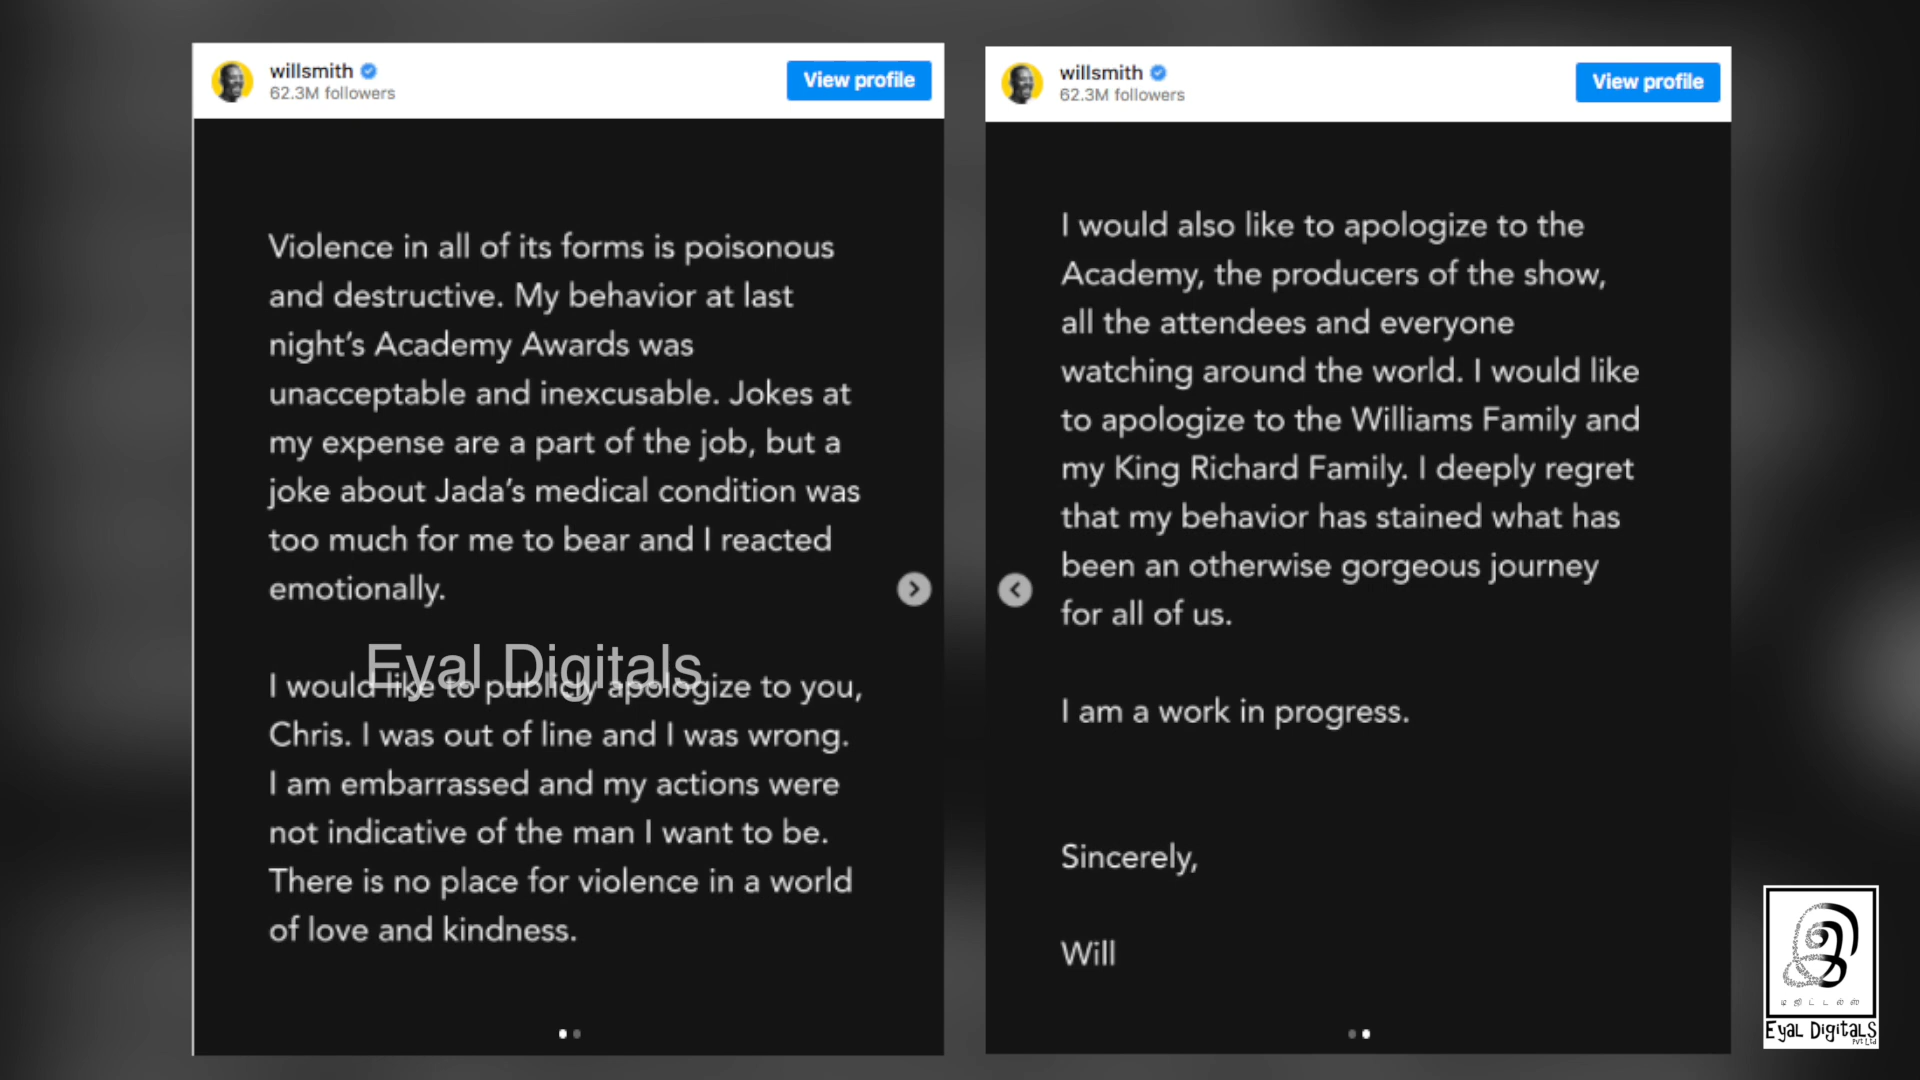 willsmith
62.3M followers
View profile
Violence in all of its forms is poisonous
and destructive. My behavior at last
night's Academy Awards was
unacceptable and inexcusable. Jokes at
my expense are a part of the job, but a
joke about Jada's medical condition was
too much for me to bear and I reacted
emotionally.
Eyal Digitals
I would like to publicly apologize to you,
Chris. I was out of line and I was wrong.
I am embarrassed and my actions were
not indicative of the man I want to be.
There is no place for violence in a world
of love and kindness.
willsmith
62.3M followers
View profile
I would also like to apologize to the
Academy, the producers of the show,
all the attendees and everyone
watching around the world. I would like
to apologize to the Williams Family and
my King Richard Family. I deeply regret
that my behavior has stained what has
been an otherwise gorgeous journey
for all of us.
I am a work in progress.
Sincerely,
Will
Eyal Digitals
Pvt Ltd